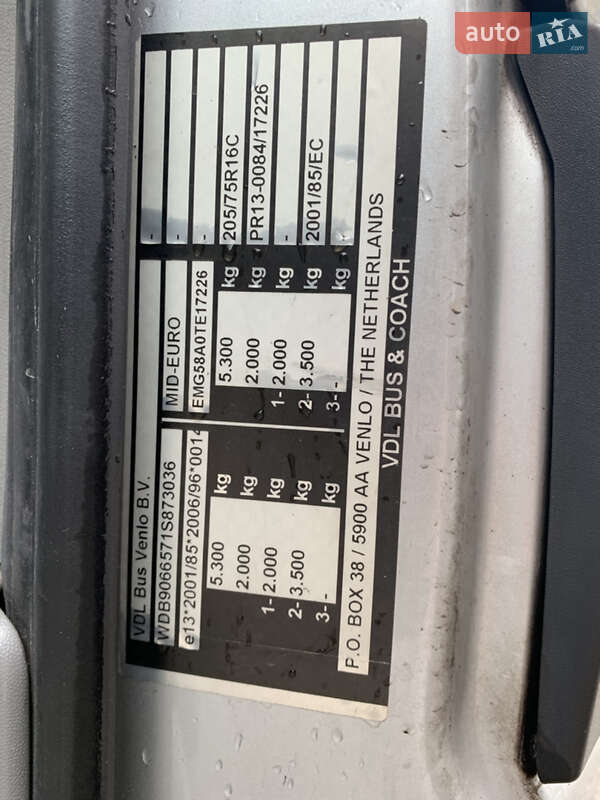 auto RIA .com
VDL Bus Venlo B.V. -
WDB9066571S873036 MID-EURO -
e13*2001/85*2006/96*0014 EMG58A0TE17226 -
5.300 kg 5.300 kg 205/75R16C
2.000 kg 2.000 kg PR13-0084/17226
1- 2.000 kg 1- 2.000 kg -
2- 3.500 kg 2- 3.500 kg 2001/85/EC
3- - kg 3- - kg
P.O. BOX 38 / 5900 AA VENLO / THE NETHERLANDS
VDL BUS & COACH